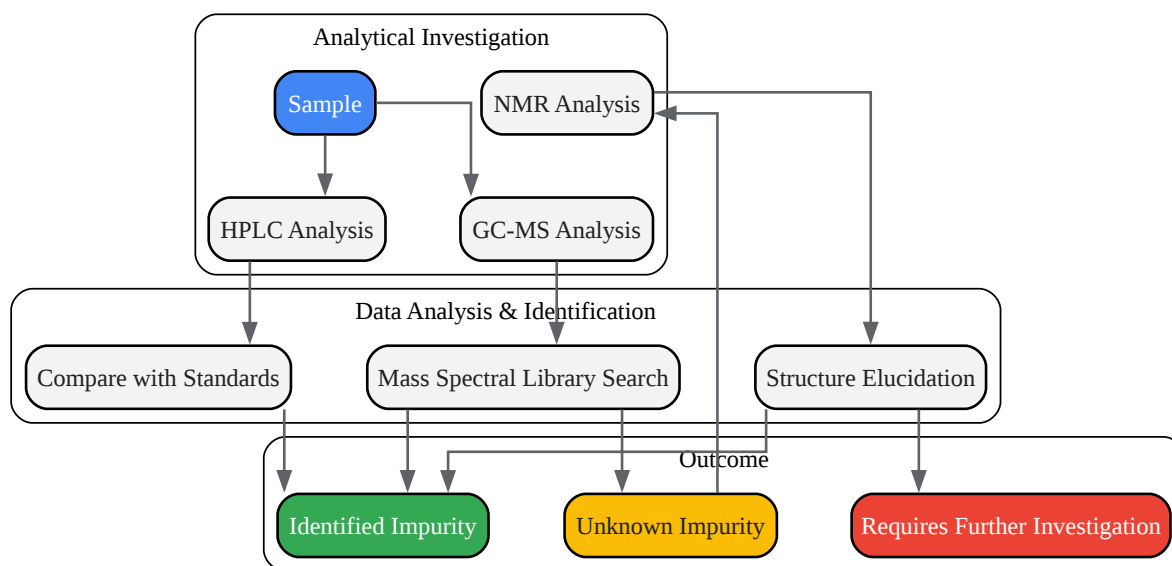 Analytical Investigation
Sample
NMR Analysis
HPLC Analysis
GC-MS Analysis
Data Analysis & Identification
Compare with Standards
Mass Spectral Library Search
Structure Elucidation
Outcome
Identified Impurity
Unknown Impurity
Requires Further Investigation